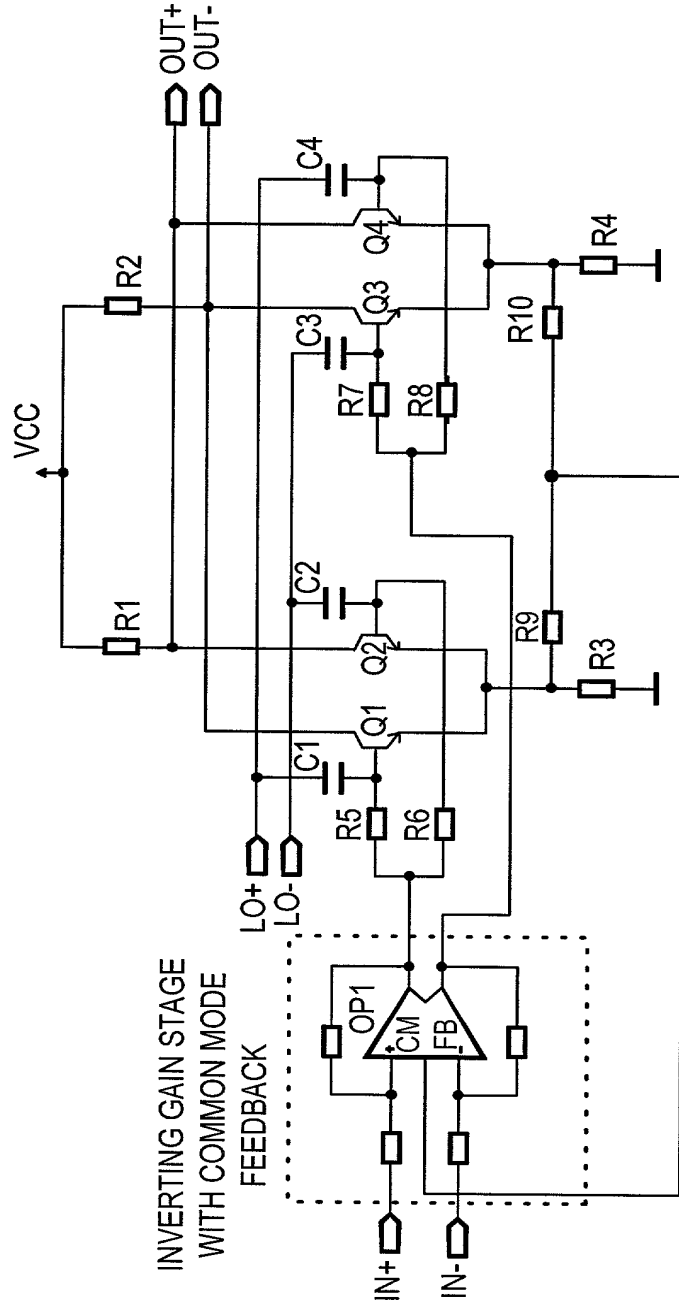 OUT+
OUT-
VCC
R1
R2
LO+
LO-
C1
C2
C3
C4
Q1
Q2
Q3
Q4
R5
R6
R7
R8
R9
R10
R3
R4
INVERTING GAIN STAGE
WITH COMMON MODE
FEEDBACK
OP1
+
CM
FB
-
IN+
IN-